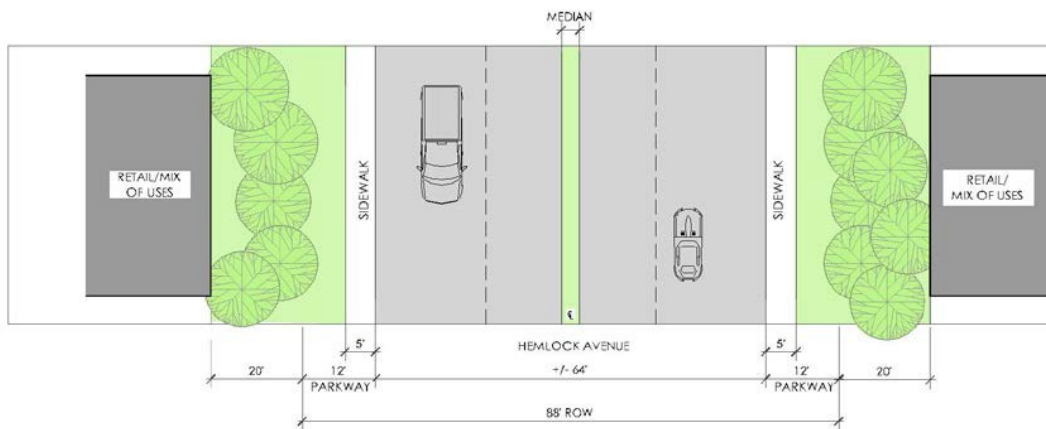 MEDIAN
RETAIL/MIX
OF USES
SIDEWALK
SIDEWALK
RETAIL/
MIX OF USES
℄
5'
HEMLOCK AVENUE
5'
20'
12'
+/- 64'
12'
20'
PARKWAY
PARKWAY
88' ROW